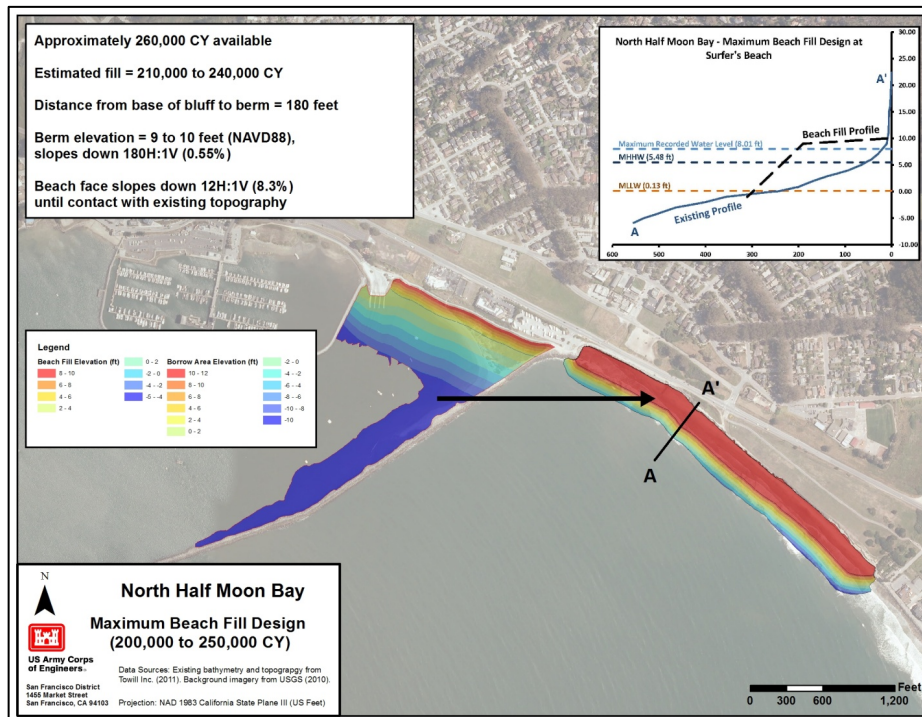 Approximately 260,000 CY available
Estimated fill = 210,000 to 240,000 CY
Distance from base of bluff to berm = 180 feet
Berm elevation = 9 to 10 feet (NAVD88),
slopes down 180H:1V (0.55%)
Beach face slopes down 12H:1V (8.3%)
until contact with existing topography
North Half Moon Bay - Maximum Beach Fill Design at
Surfer's Beach
A'
Beach Fill Profile
Maximum Recorded Water Level (8.01 ft)
MHHW (5.48 ft)
MLLW (0.13 ft)
Existing Profile
A
30.00
25.00
20.00
15.00
10.00
5.00
0.00
-5.00
-10.00
600
500
400
300
200
100
0
Legend
Beach Fill Elevation (ft)
8 - 10
6 - 8
4 - 6
2 - 4
0 - 2
-2 - 0
-4 - -2
-5 - -4
Borrow Area Elevation (ft)
10 - 12
8 - 10
6 - 8
4 - 6
2 - 4
0 - 2
-2 - 0
-4 - -2
-6 - -4
-8 - -6
-10 - -8
-10
A'
A
N
US Army Corps
of Engineers®
San Francisco District
1455 Market Street
San Francisco, CA 94103
North Half Moon Bay
Maximum Beach Fill Design
(200,000 to 250,000 CY)
Data Sources: Existing bathymetry and topograpgy from
Towill Inc. (2011). Background imagery from USGS (2010).
Projection: NAD 1983 California State Plane III (US Feet)
Feet
0 300 600 1,200